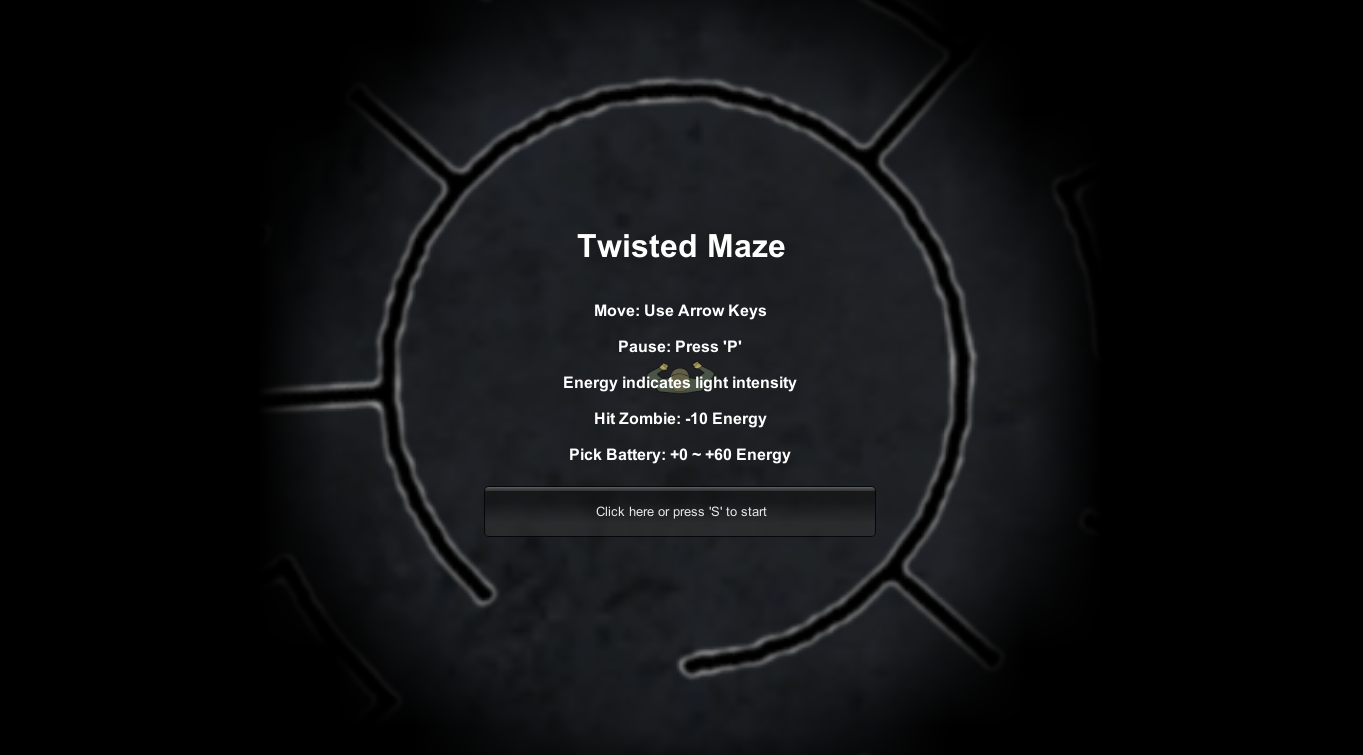 Twisted Maze
Move: Use Arrow Keys
Pause: Press 'P'
Energy indicates light intensity
Hit Zombie: -10 Energy
Pick Battery: +0 ~ +60 Energy
Click here or press 'S' to start